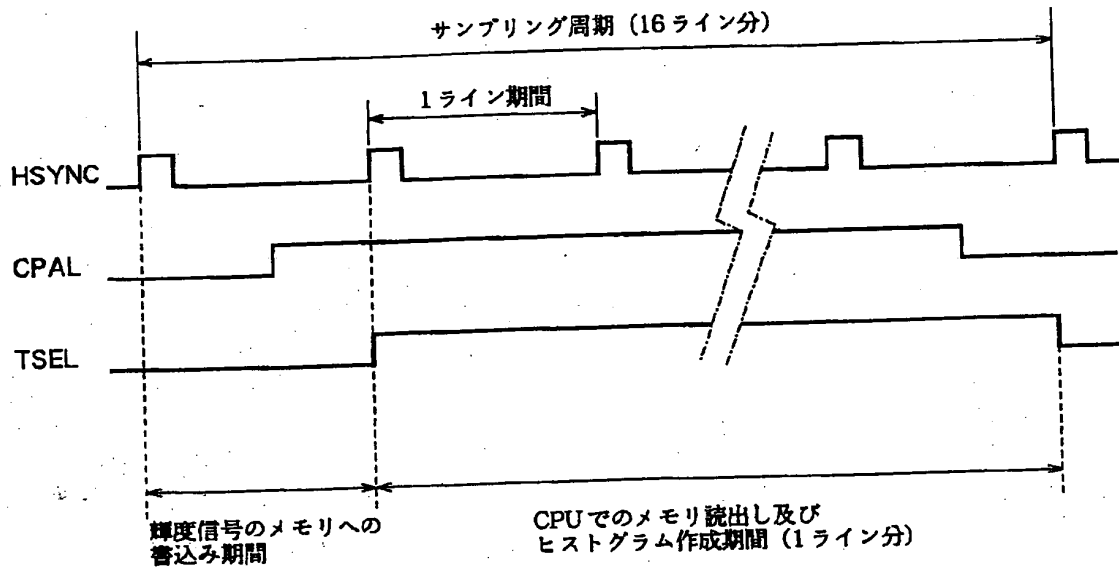 サンプリング周期 (16ライン分)
1ライン期間
HSYNC
CPAL
TSEL
輝度信号のメモリへの
書込み期間
CPUでのメモリ読出し及び
ヒストグラム作成期間 (1ライン分)